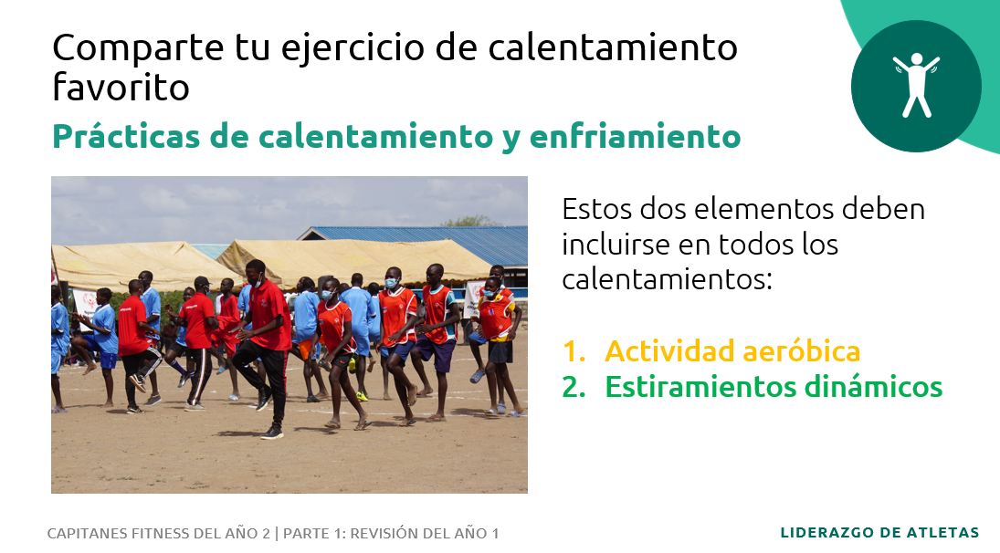 Comparte tu ejercicio de calentamiento
favorito
Prácticas de calentamiento y enfriamiento
Estos dos elementos deben
incluirse en todos los
calentamientos:
1. Actividad aeróbica
2. Estiramientos dinámicos
CAPITANES FITNESS DEL AÑO 2 | PARTE 1: REVISIÓN DEL AÑO 1
LIDERAZGO DE ATLETAS